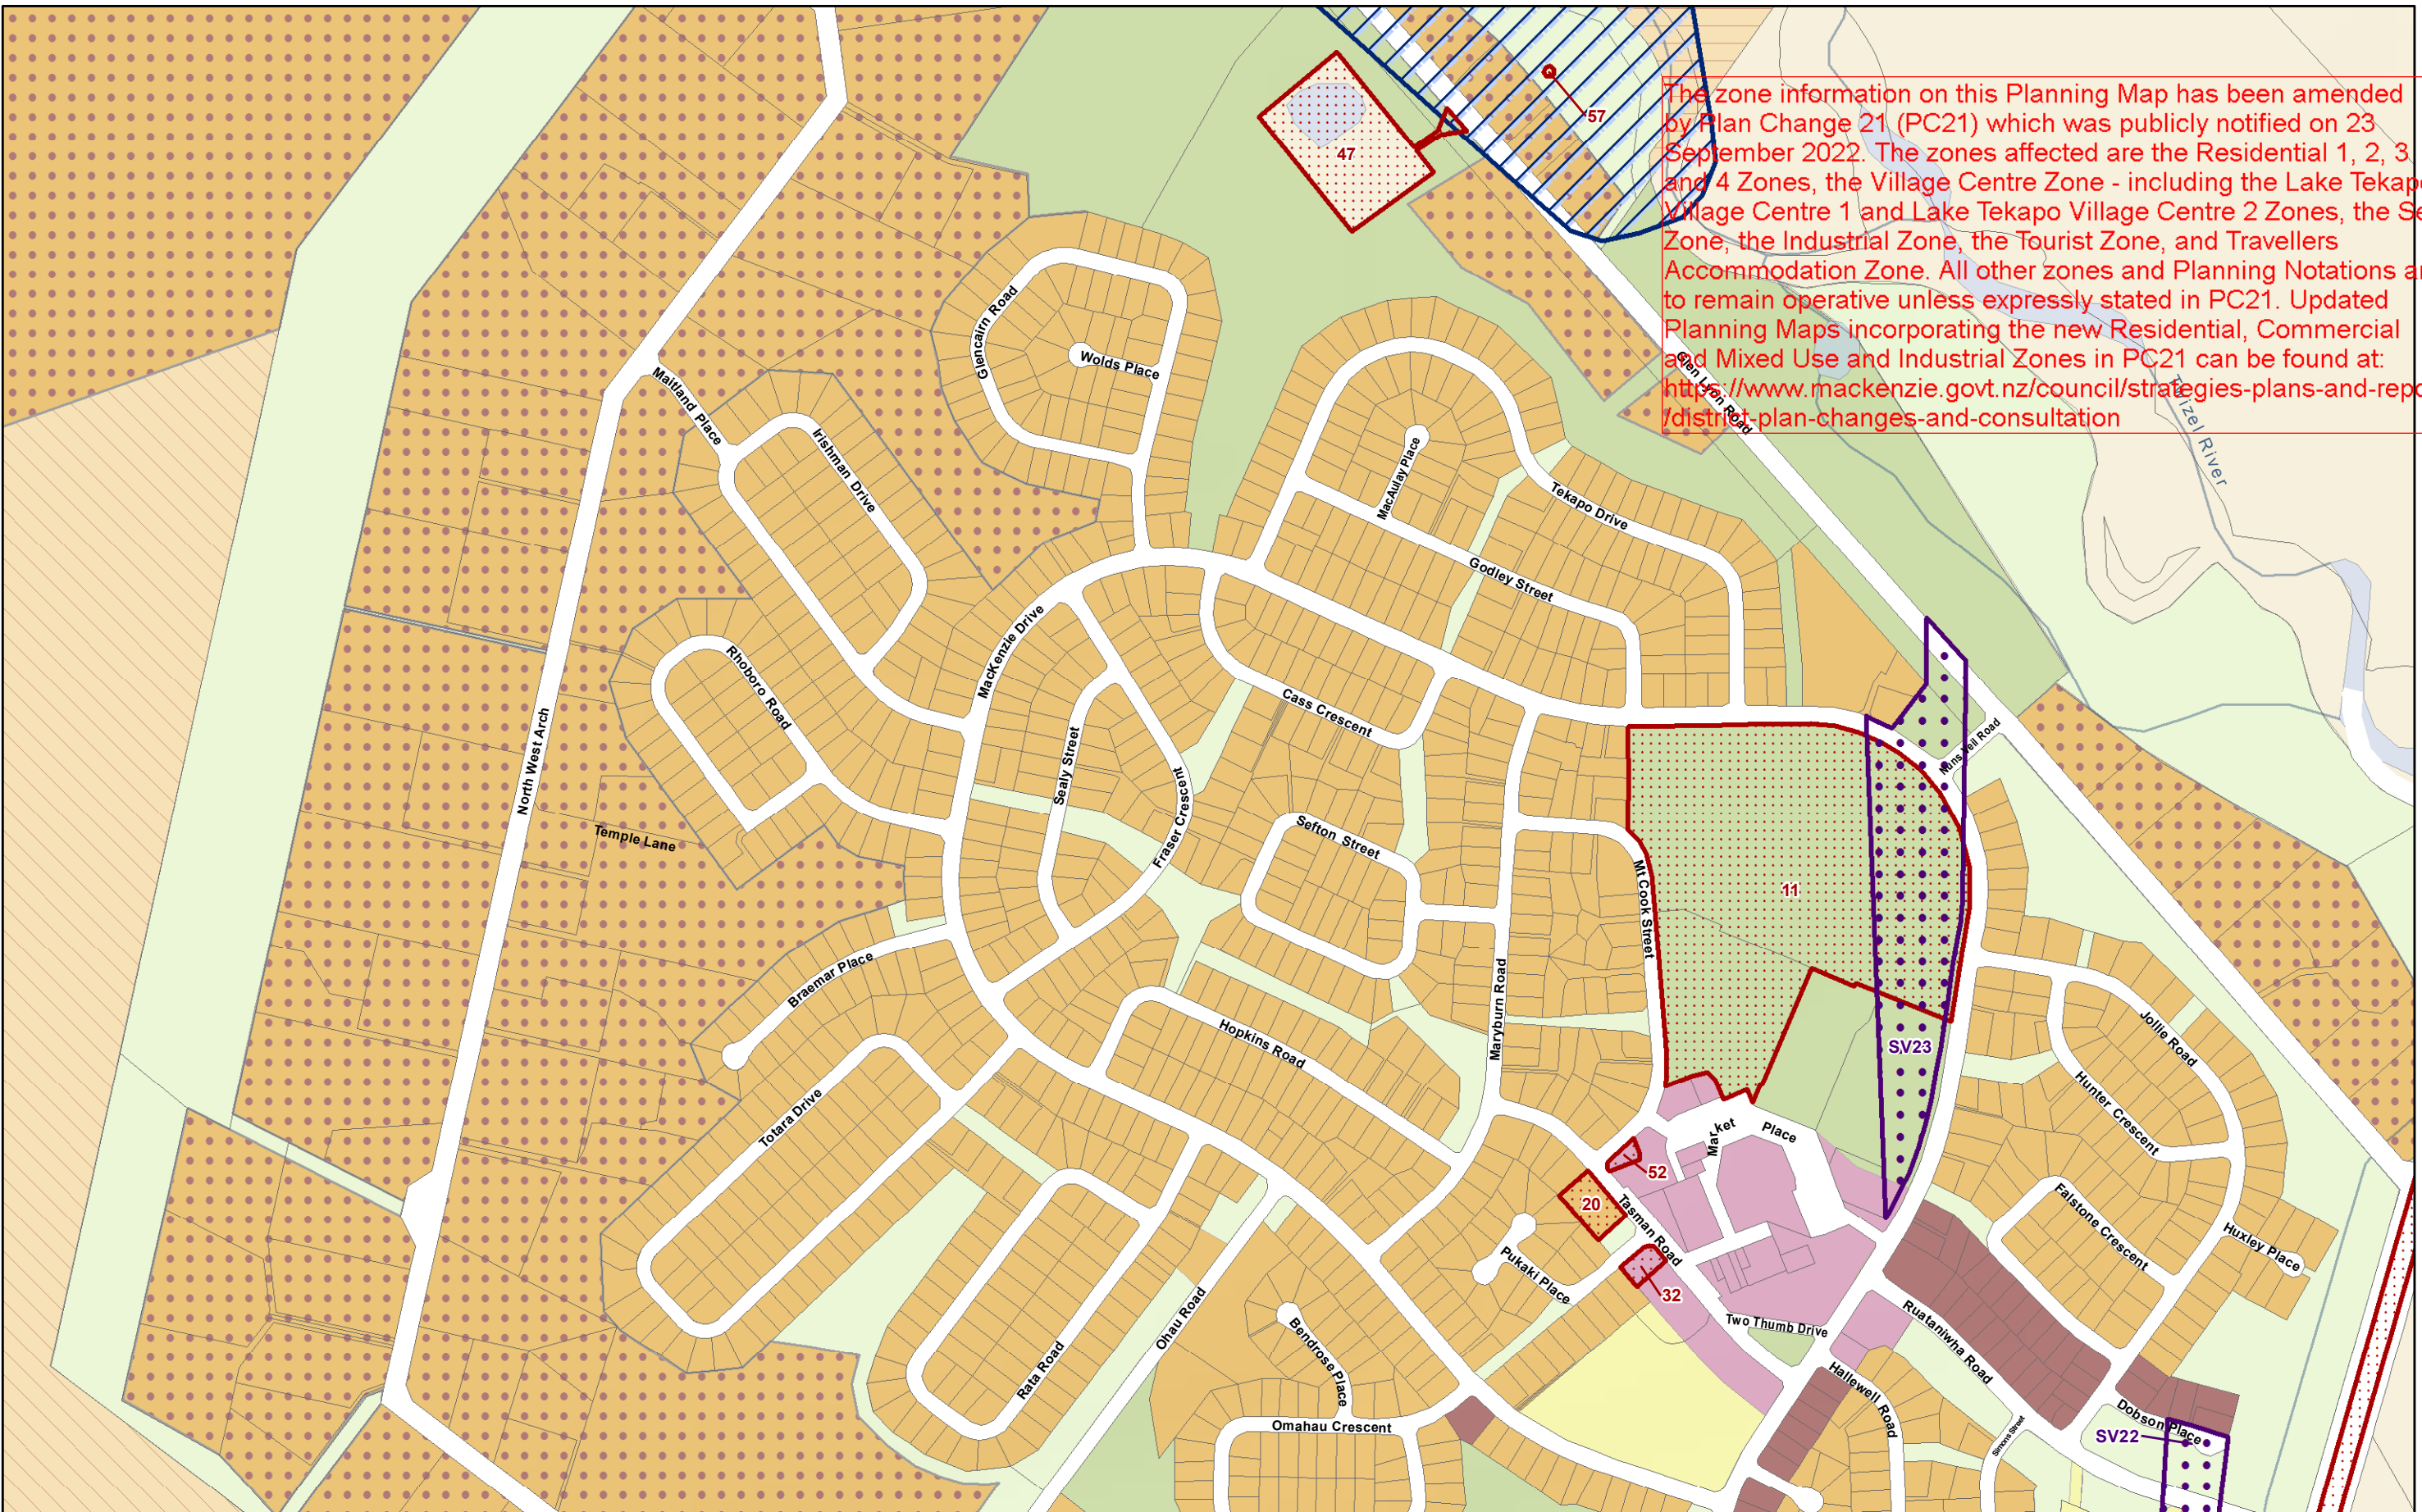 The zone information on this Planning Map has been amended
by Plan Change 21 (PC21) which was publicly notified on 23
September 2022. The zones affected are the Residential 1, 2, 3
and 4 Zones, the Village Centre Zone - including the Lake Tekapo
Village Centre 1 and Lake Tekapo Village Centre 2 Zones, the Se
Zone, the Industrial Zone, the Tourist Zone, and Travellers
Accommodation Zone. All other zones and Planning Notations ar
to remain operative unless expressly stated in PC21. Updated
Planning Maps incorporating the new Residential, Commercial
and Mixed Use and Industrial Zones in PC21 can be found at:
https://www.mackenzie.govt.nz/council/strategies-plans-and-repo
/district-plan-changes-and-consultation
57
47
Glencairn Road
Wolds Place
Maitland Place
Irishman Drive
Glen Lyon Road
Twizel River
MacAulay Place
Tekapo Drive
Godley Street
MacKenzie Drive
Rhoboro Road
Cass Crescent
North West Arch
Sealy Street
Fraser Crescent
Nuns Veil Road
Temple Lane
Sefton Street
Mt Cook Street
11
Braemar Place
Maryburn Road
Hopkins Road
SV23
Jollie Road
Hunter Crescent
Totara Drive
Market Place
52
20
Tasman Road
Falstone Crescent
Huxley Place
Pukaki Place
32
Two Thumb Drive
Ruataniwha Road
Ohau Road
Bendrose Place
Rata Road
Hallewell Road
Omahau Crescent
Simons Street
Dobson Place
SV22